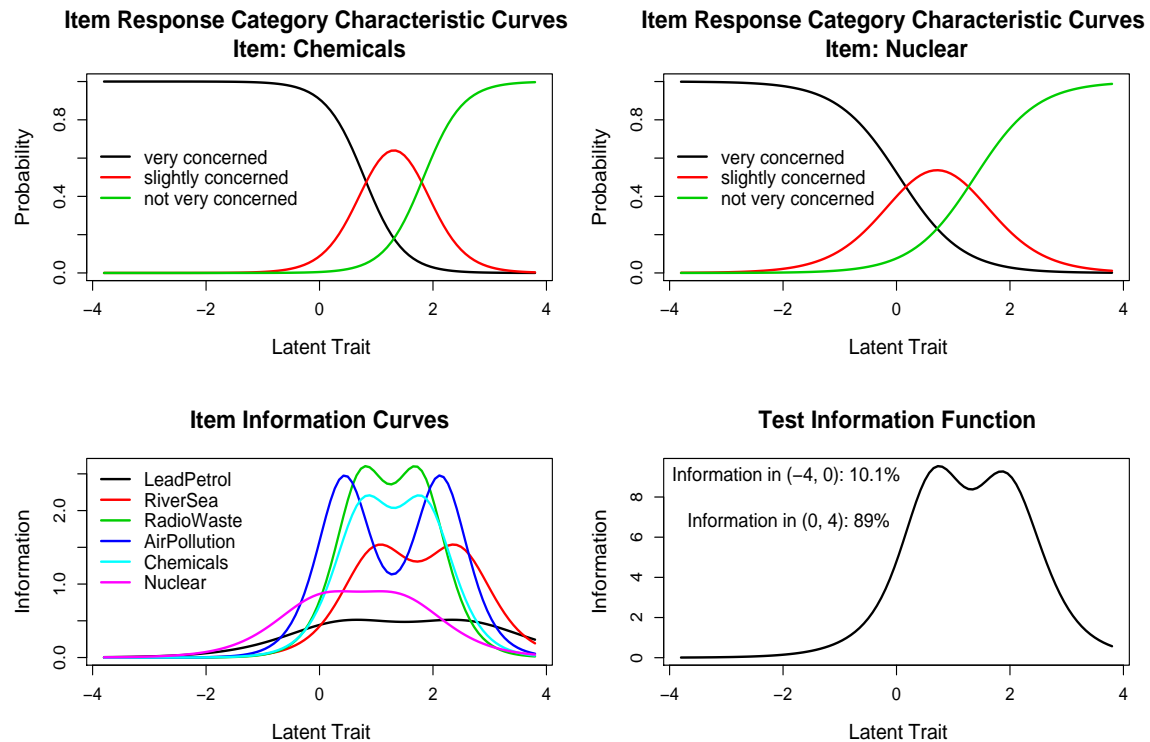 Item Response Category Characteristic Curves
Item: Chemicals
Probability
0.8
0.4
0.0
very concerned
slightly concerned
not very concerned
−4
−2
0
2
4
Latent Trait
Item Response Category Characteristic Curves
Item: Nuclear
Probability
0.8
0.4
0.0
very concerned
slightly concerned
not very concerned
−4
−2
0
2
4
Latent Trait
Item Information Curves
Information
2.0
1.0
0.0
LeadPetrol
RiverSea
RadioWaste
AirPollution
Chemicals
Nuclear
−4
−2
0
2
4
Latent Trait
Test Information Function
Information
8
6
4
2
0
Information in (−4, 0): 10.1%
Information in (0, 4): 89%
−4
−2
0
2
4
Latent Trait